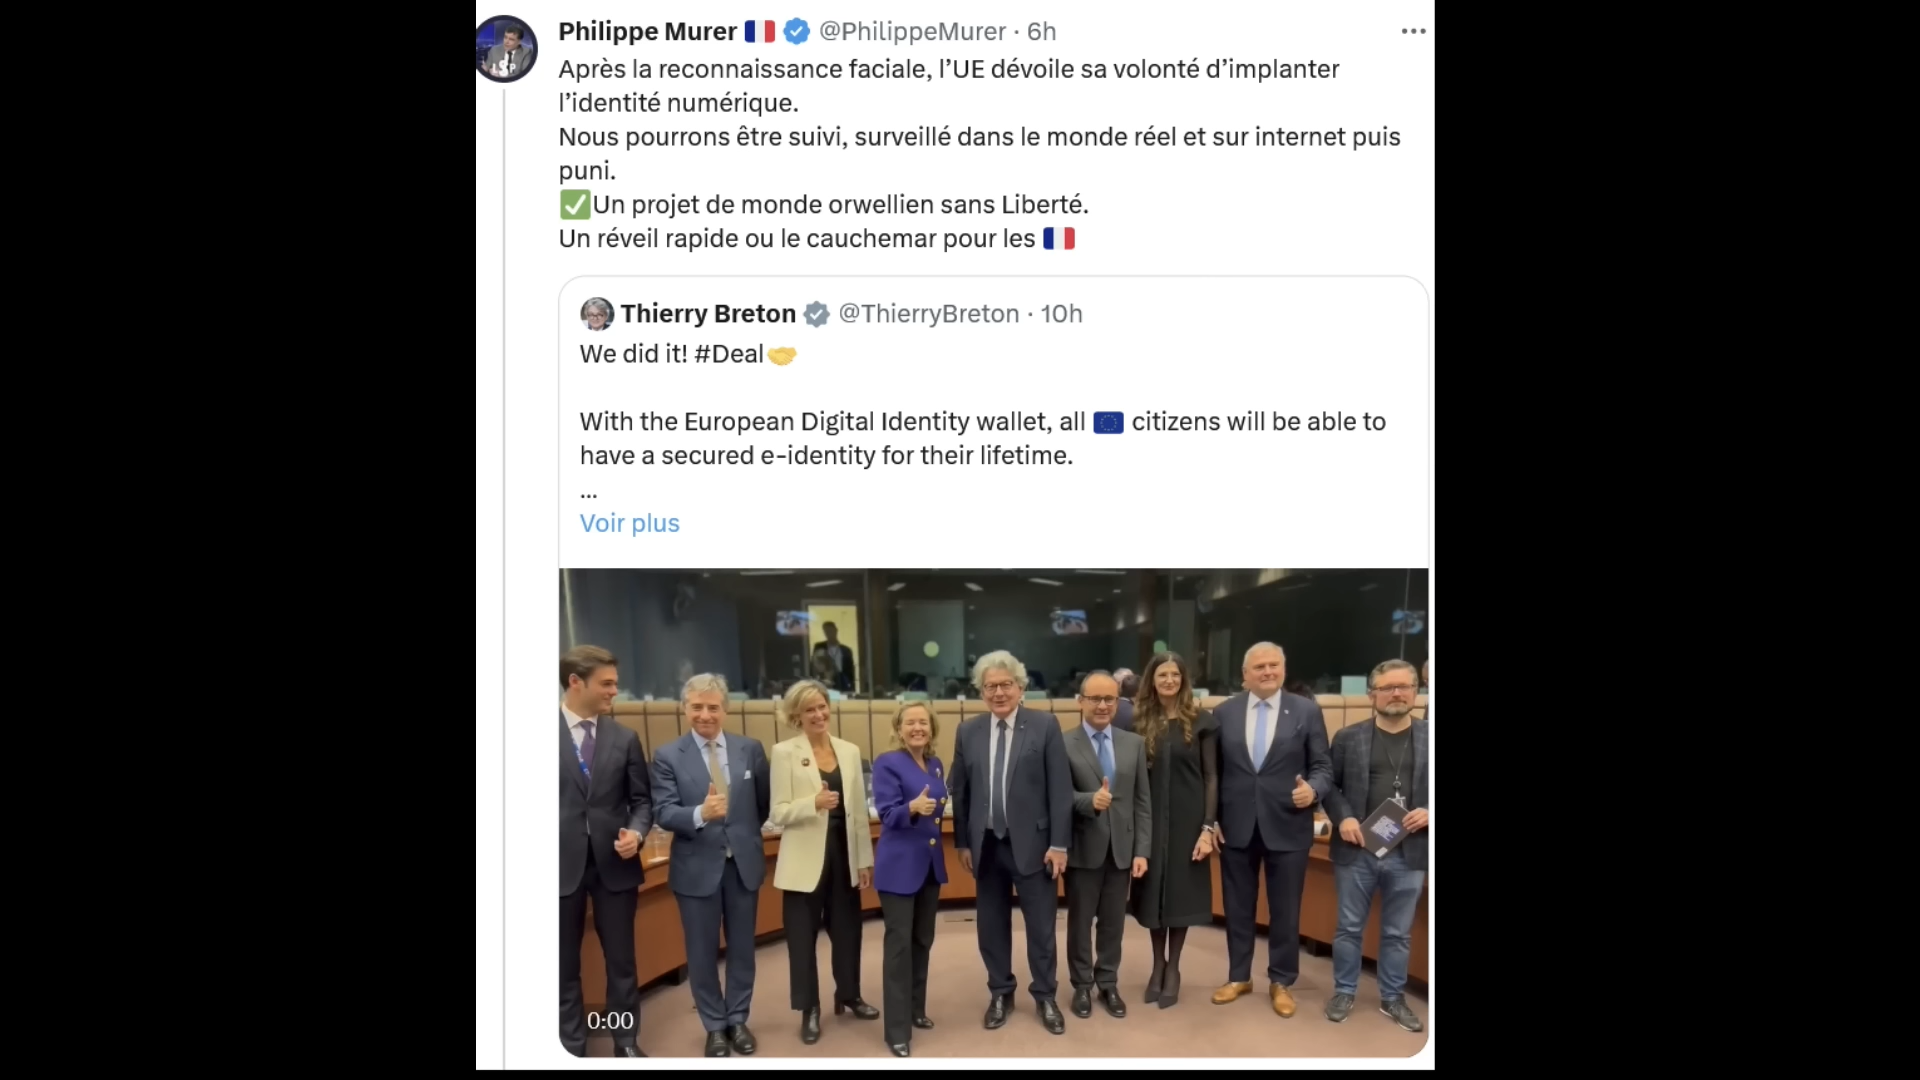 Philippe Murer 🇫🇷 @PhilippeMurer · 6h
Après la reconnaissance faciale, l’UE dévoile sa volonté d’implanter
l’identité numérique.
Nous pourrons être suivi, surveillé dans le monde réel et sur internet puis
puni.
✅Un projet de monde orwellien sans Liberté.
Un réveil rapide ou le cauchemar pour les 🇫🇷
Thierry Breton @ThierryBreton · 10h
We did it! #Deal🤝
With the European Digital Identity wallet, all 🇪🇺 citizens will be able to
have a secured e-identity for their lifetime.
...
Voir plus
0:00